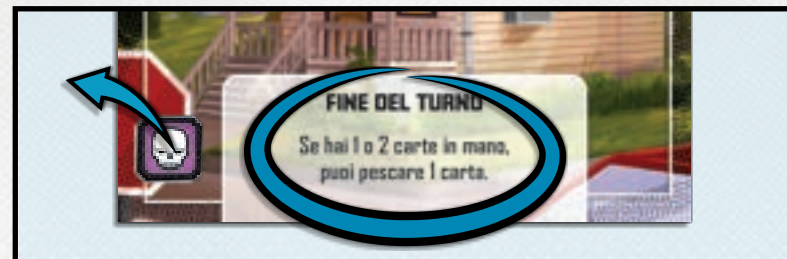 FINE DEL TURNO
Se hai 1 o 2 carte in mano,
puoi pescare 1 carta.